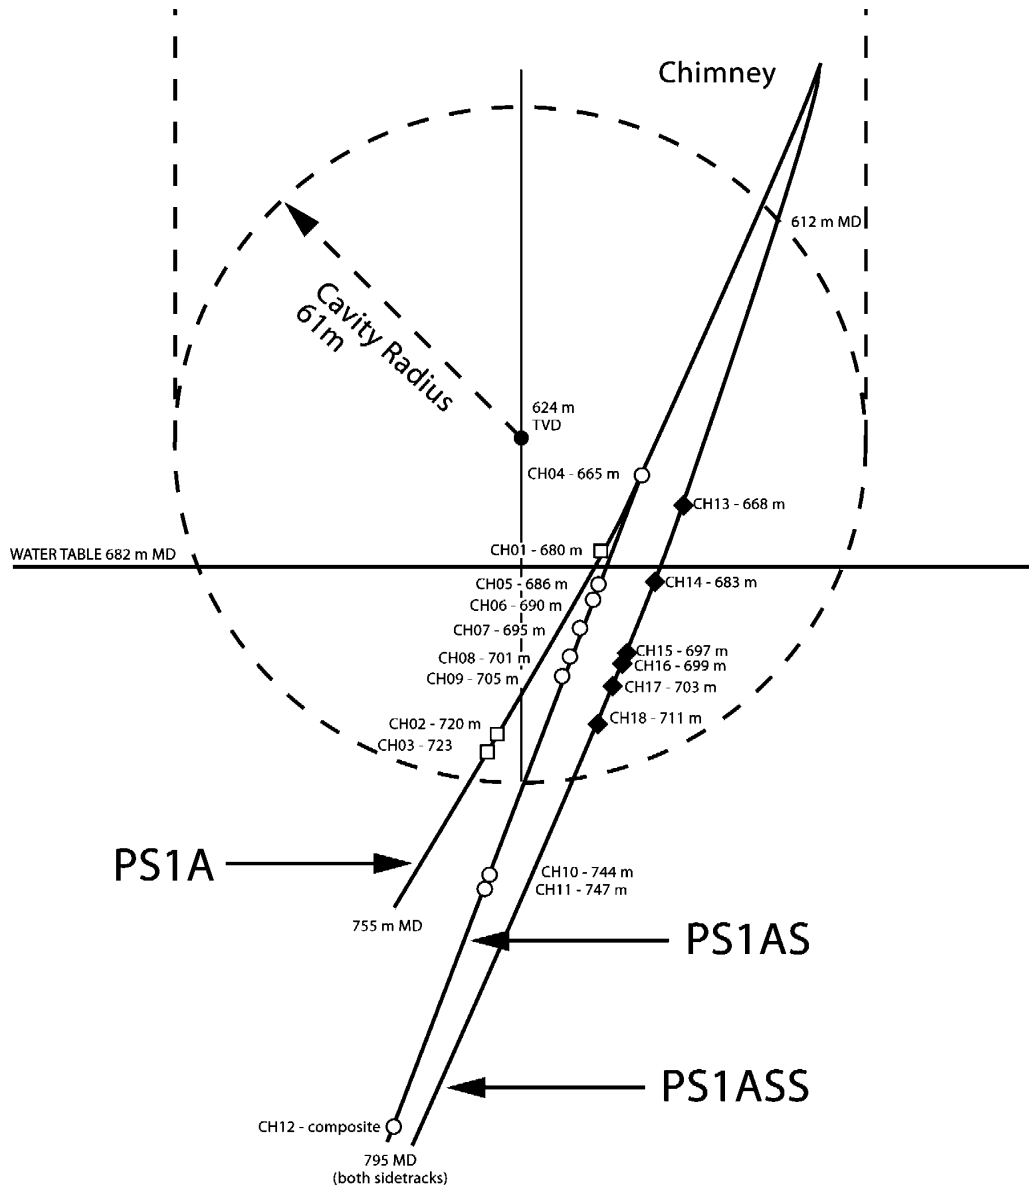 Chimney
612 m MD
Cavity Radius
61m
624 m
TVD
CH04 - 665 m
CH13 - 668 m
CH01 - 680 m
WATER TABLE 682 m MD
CH05 - 686 m
CH14 - 683 m
CH06 - 690 m
CH07 - 695 m
CH15 - 697 m
CH08 - 701 m
CH16 - 699 m
CH09 - 705 m
CH17 - 703 m
CH18 - 711 m
CH02 - 720 m
CH03 - 723
PS1A
CH10 - 744 m
CH11 - 747 m
755 m MD
PS1AS
PS1ASS
CH12 - composite
795 MD
(both sidetracks)